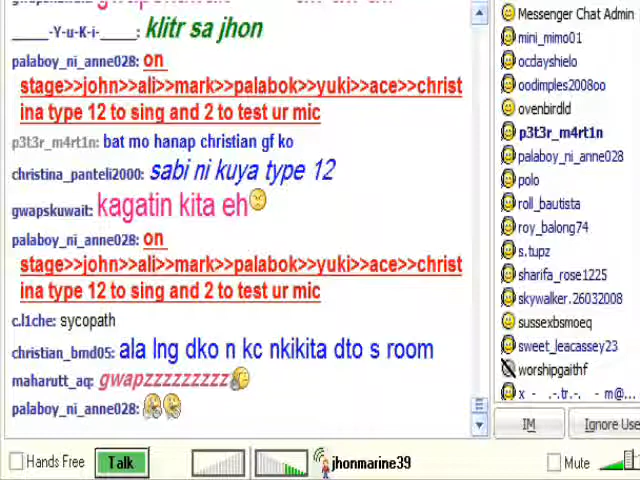 _____-Y-u-K-i-_____: klitr sa jhon
palaboy_ni_anne028: on
stage>>john>>ali>>mark>>palabok>>yuki>>ace>>christ
ina type 12 to sing and 2 to test ur mic
p3t3r_m4rt1n: bat mo hanap christian gf ko
christina_panteli2000: sabi ni kuya type 12
gwapskuwait: kagatin kita eh
palaboy_ni_anne028: on
stage>>john>>ali>>mark>>palabok>>yuki>>ace>>christ
ina type 12 to sing and 2 to test ur mic
c.l1che: sycopath
christian_bmd05: ala lng dko n kc nkikita dto s room
maharutt_aq: gwapzzzzzzzzz
palaboy_ni_anne028:
Hands Free
Talk
jhonmarine39
Messenger Chat Admin
mini_mimo01
ocdayshielo
oodimples2008oo
ovenbirdld
p3t3r_m4rt1n
palaboy_ni_anne028
polo
roll_bautista
roy_balong74
s.tupz
sharifa_rose1225
skywalker.26032008
sussexbsmoeq
sweet_leacassey23
worshipgaithf
IM
Ignore Use
Mute